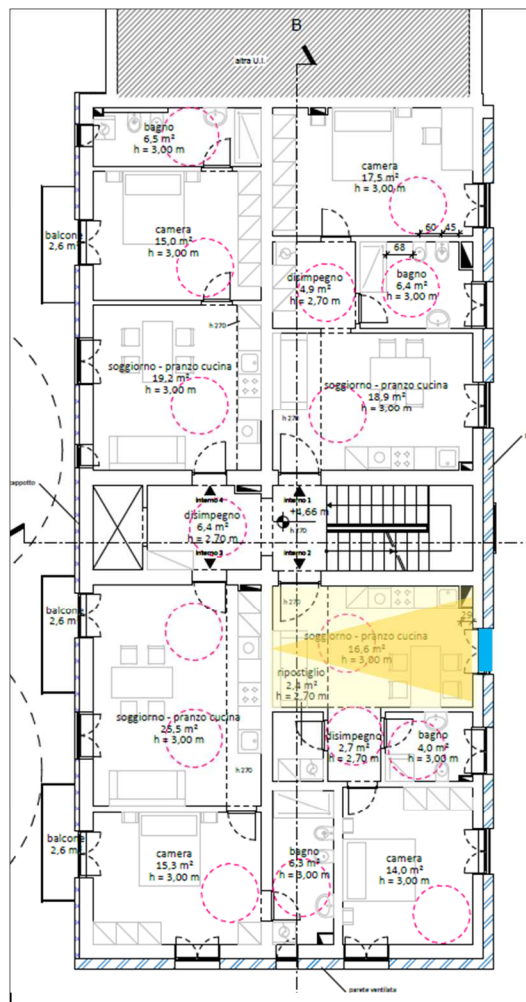 B
altra U.I.
bagno
6,5 m²
h = 3,00 m
camera
17,5 m²
h = 3,00 m
balcone
2,6 m²
camera
15,0 m²
h = 3,00 m
60
45
68
disimpegno
4,9 m²
h = 2,70 m
bagno
6,4 m²
h = 3,00 m
h 270
soggiorno - pranzo cucina
19,2 m²
h = 3,00 m
soggiorno - pranzo cucina
18,9 m²
h = 3,00 m
h 270
cappotto
interno 4
interno 1
+4,66 m
disimpegno
6,4 m²
h = 2,70 m
h 270
interno 3
interno 2
balcone
2,6 m²
h 270
29
soggiorno - pranzo cucina
16,6 m²
h = 3,00 m
ripostiglio
2,4 m²
h = 2,70 m
soggiorno - pranzo cucina
25,5 m²
h = 3,00 m
disimpegno
2,7 m²
h = 2,70 m
bagno
4,0 m²
h = 3,00 m
h 270
balcone
2,6 m²
camera
15,3 m²
h = 3,00 m
bagno
6,3 m²
h = 3,00 m
camera
14,0 m²
h = 3,00 m
parete ventilata